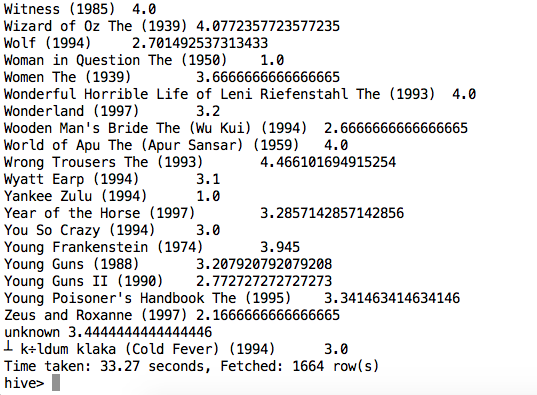 Witness (1985)	4.0
Wizard of Oz The (1939)	4.0772357723577235
Wolf (1994)	2.701492537313433
Woman in Question The (1950)	1.0
Women The (1939)	3.6666666666666665
Wonderful Horrible Life of Leni Riefenstahl The (1993)	4.0
Wonderland (1997)	3.2
Wooden Man's Bride The (Wu Kui) (1994)	2.6666666666666665
World of Apu The (Apur Sansar) (1959)	4.0
Wrong Trousers The (1993)	4.466101694915254
Wyatt Earp (1994)	3.1
Yankee Zulu (1994)	1.0
Year of the Horse (1997)	3.2857142857142856
You So Crazy (1994)	3.0
Young Frankenstein (1974)	3.945
Young Guns (1988)	3.207920792079208
Young Guns II (1990)	2.772727272727273
Young Poisoner's Handbook The (1995)	3.341463414634146
Zeus and Roxanne (1997)	2.1666666666666665
unknown	3.4444444444444446
┴ k÷ldum klaka (Cold Fever) (1994)	3.0
Time taken: 33.27 seconds, Fetched: 1664 row(s)
hive>